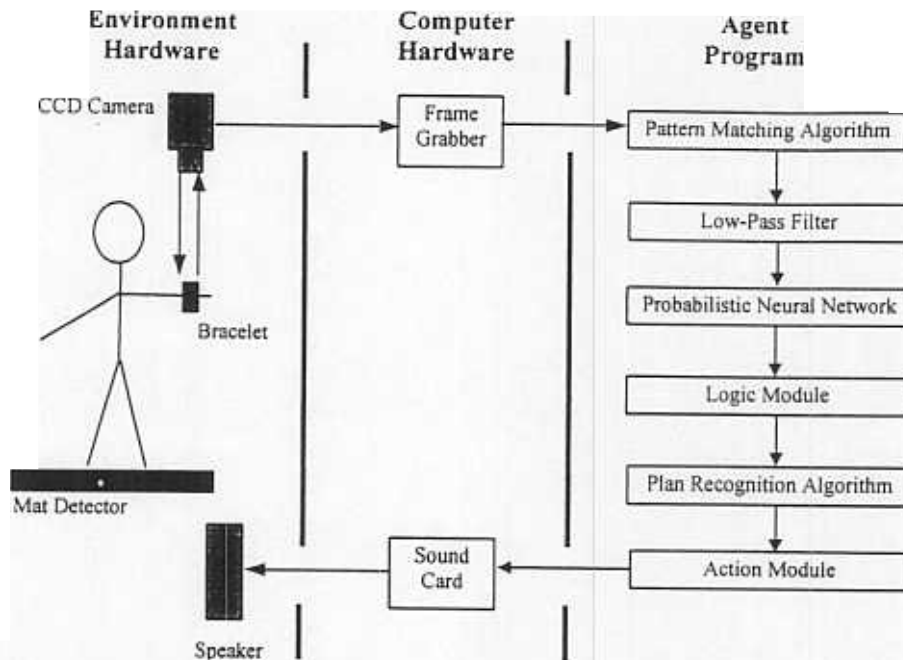 Environment
Hardware
Computer
Hardware
Agent
Program
CCD Camera
Frame
Grabber
Pattern Matching Algorithm
Low-Pass Filter
Probabilistic Neural Network
Bracelet
Logic Module
Plan Recognition Algorithm
Mat Detector
Sound
Card
Action Module
Speaker